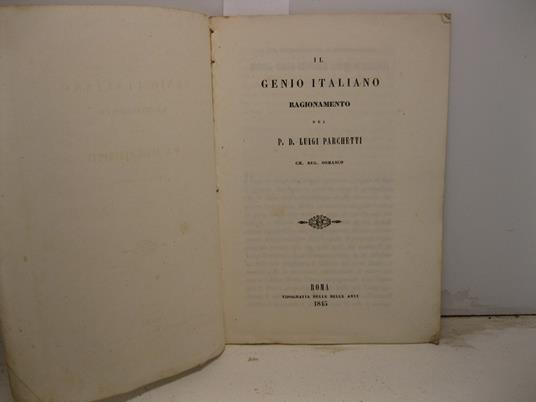 IL
GENIO ITALIANO
RAGIONAMENTO
DEL
P. D. LUIGI PARCHETTI
CH. REG. SOMASCO
ROMA
TIPOGRAFIA DELLE BELLE ARTI
1845